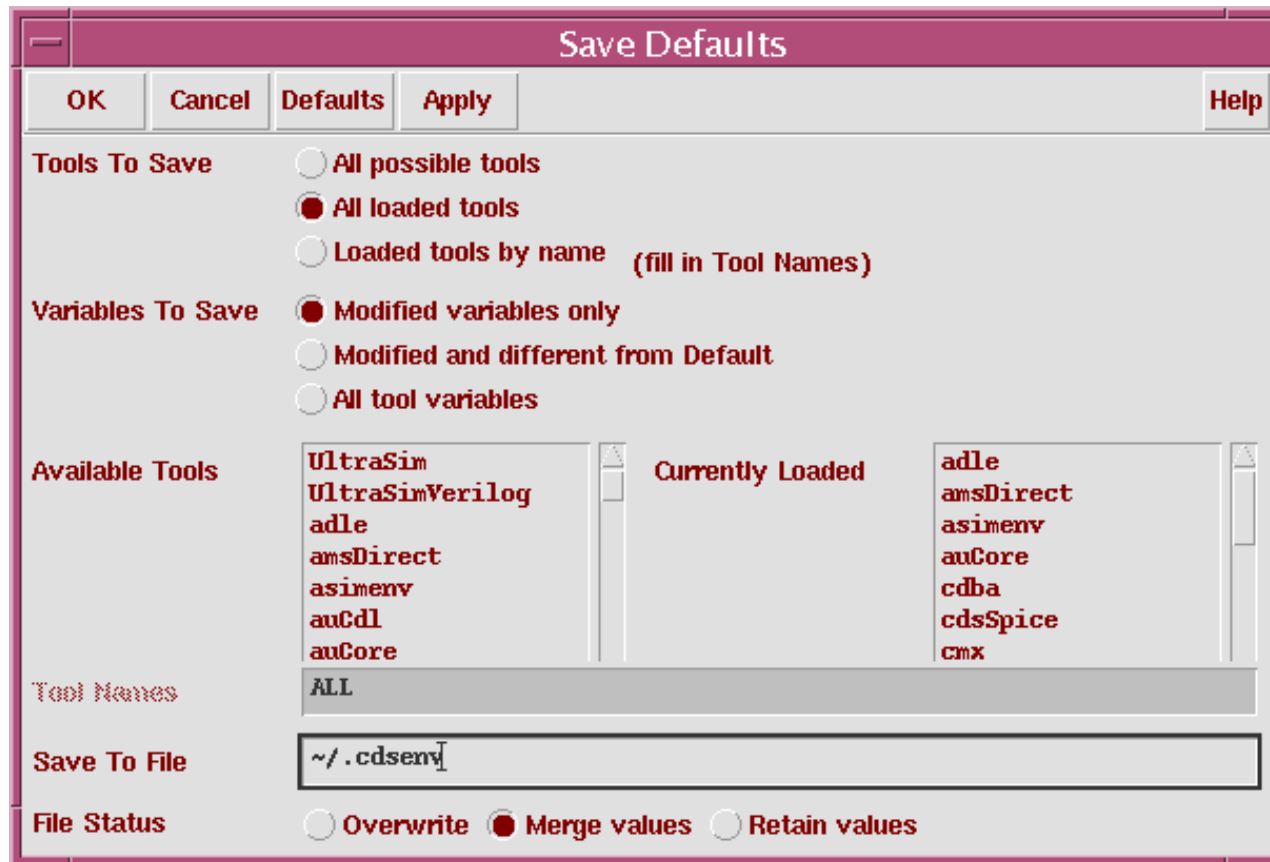 Save Defaults
OK Cancel Defaults Apply Help
Tools To Save
All possible tools
All loaded tools
Loaded tools by name (fill in Tool Names)
Variables To Save
Modified variables only
Modified and different from Default
All tool variables
Available Tools
UltraSim
UltraSimVerilog
adle
amsDirect
asimenv
auCdl
auCore
Currently Loaded
adle
amsDirect
asimenv
auCore
cdba
cdsSpice
cmx
Tool Names ALL
Save To File ~/.cdsenv
File Status Overwrite Merge values Retain values